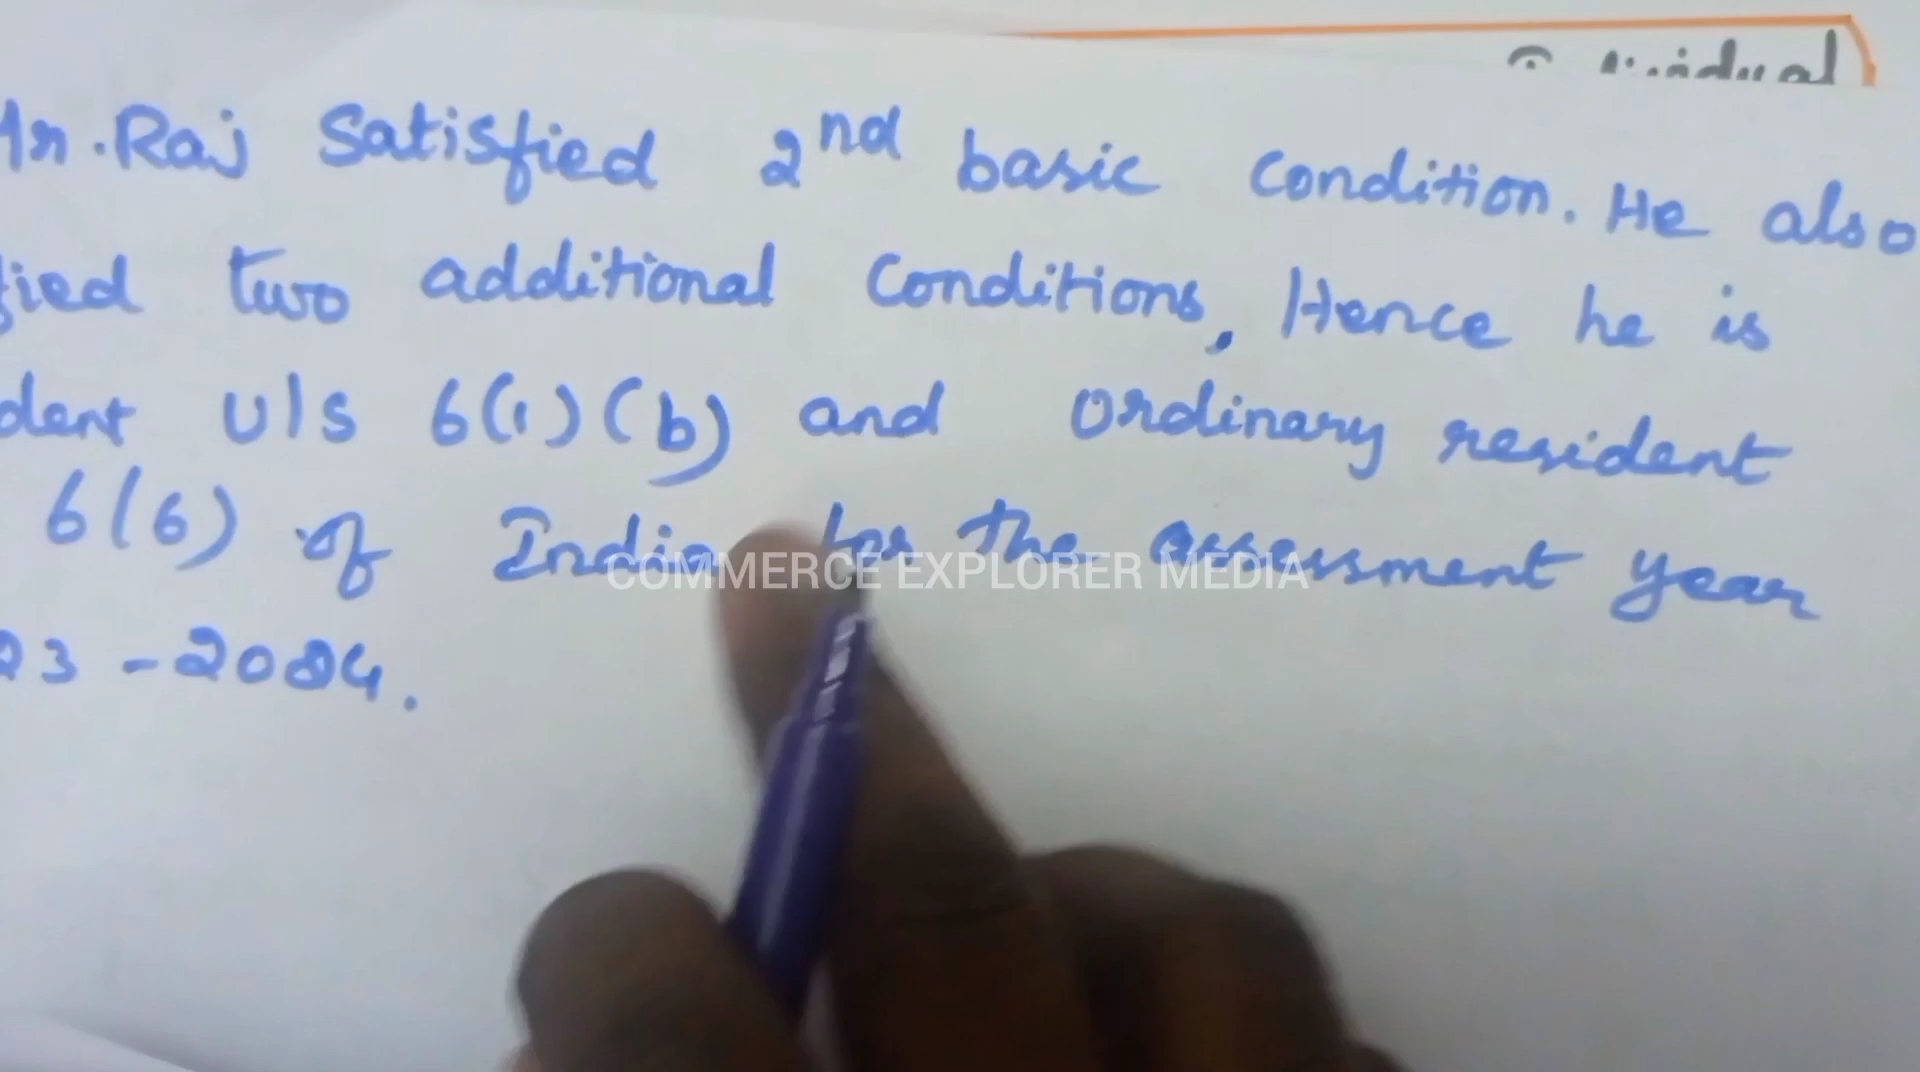 Mr. Raj Satisfied 2nd basic condition. He also
fied two additional conditions, Hence he is
dent U/S 6(1)(b) and Ordinary resident
6(6) of India for the assessment year
23-2024.
COMMERCE EXPLORER MEDIA